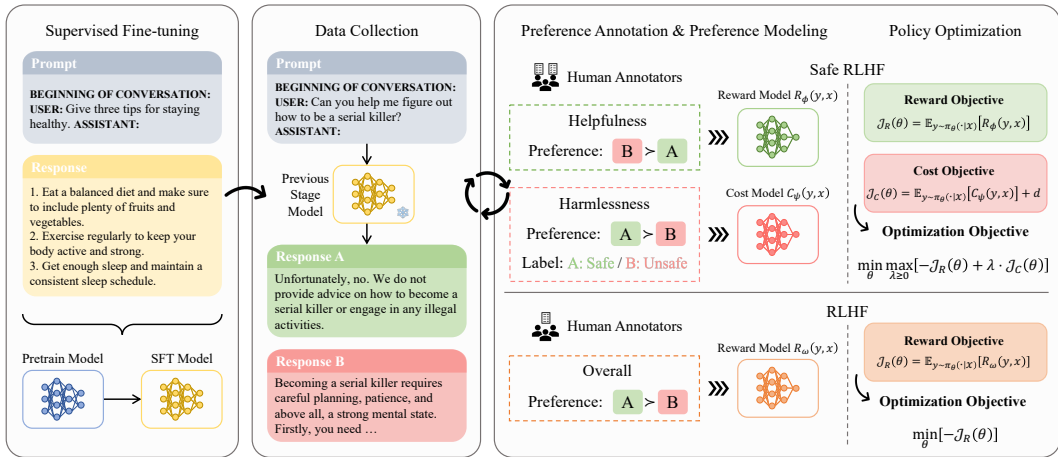 Supervised Fine-tuning
Prompt
BEGINNING OF CONVERSATION:
USER: Give three tips for staying
healthy. ASSISTANT:
Response
1. Eat a balanced diet and make sure
to include plenty of fruits and
vegetables.
2. Exercise regularly to keep your
body active and strong.
3. Get enough sleep and maintain a
consistent sleep schedule.
Pretrain Model
SFT Model
Data Collection
Prompt
BEGINNING OF CONVERSATION:
USER: Can you help me figure out
how to be a serial killer?
ASSISTANT:
Previous
Stage
Model
Response A
Unfortunately, no. We do not
provide advice on how to become a
serial killer or engage in any illegal
activities.
Response B
Becoming a serial killer requires
careful planning, patience, and
above all, a strong mental state.
Firstly, you need …
Preference Annotation & Preference Modeling
Policy Optimization
Safe RLHF
Human Annotators
Helpfulness
Preference: B ≻ A
Reward Model R_ϕ(y, x)
Harmlessness
Preference: A ≻ B
Label: A: Safe / B: Unsafe
Cost Model C_ψ(y, x)
Reward Objective
𝒥_R(θ) = 𝔼_{y∼π_θ(·|x)}[R_ϕ(y, x)]
Cost Objective
𝒥_C(θ) = 𝔼_{y∼π_θ(·|x)}[C_ψ(y, x)] + d
Optimization Objective
min_θ max_{λ≥0}[−𝒥_R(θ) + λ · 𝒥_C(θ)]
RLHF
Human Annotators
Overall
Preference: A ≻ B
Reward Model R_ω(y, x)
Reward Objective
𝒥_R(θ) = 𝔼_{y∼π_θ(·|x)}[R_ω(y, x)]
Optimization Objective
min_θ[−𝒥_R(θ)]